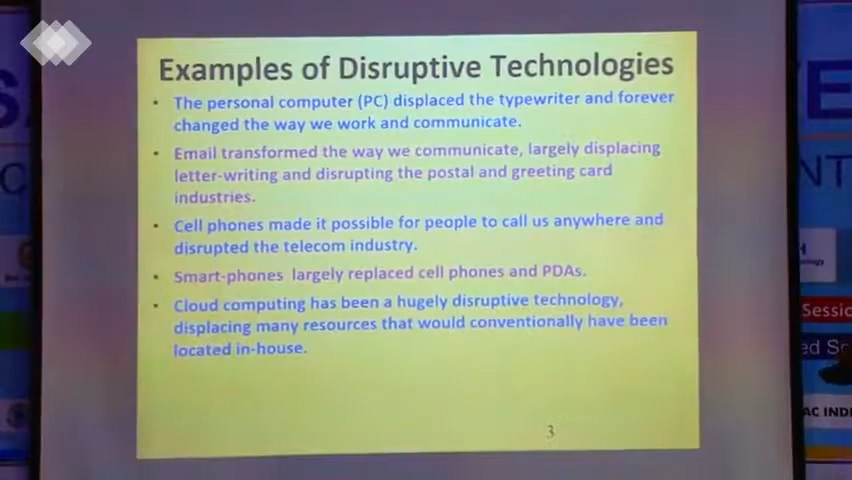 Examples of Disruptive Technologies
• The personal computer (PC) displaced the typewriter and forever
changed the way we work and communicate.
• Email transformed the way we communicate, largely displacing
letter-writing and disrupting the postal and greeting card
industries.
• Cell phones made it possible for people to call us anywhere and
disrupted the telecom industry.
• Smart-phones largely replaced cell phones and PDAs.
• Cloud computing has been a hugely disruptive technology,
displacing many resources that would conventionally have been
located in-house.
3